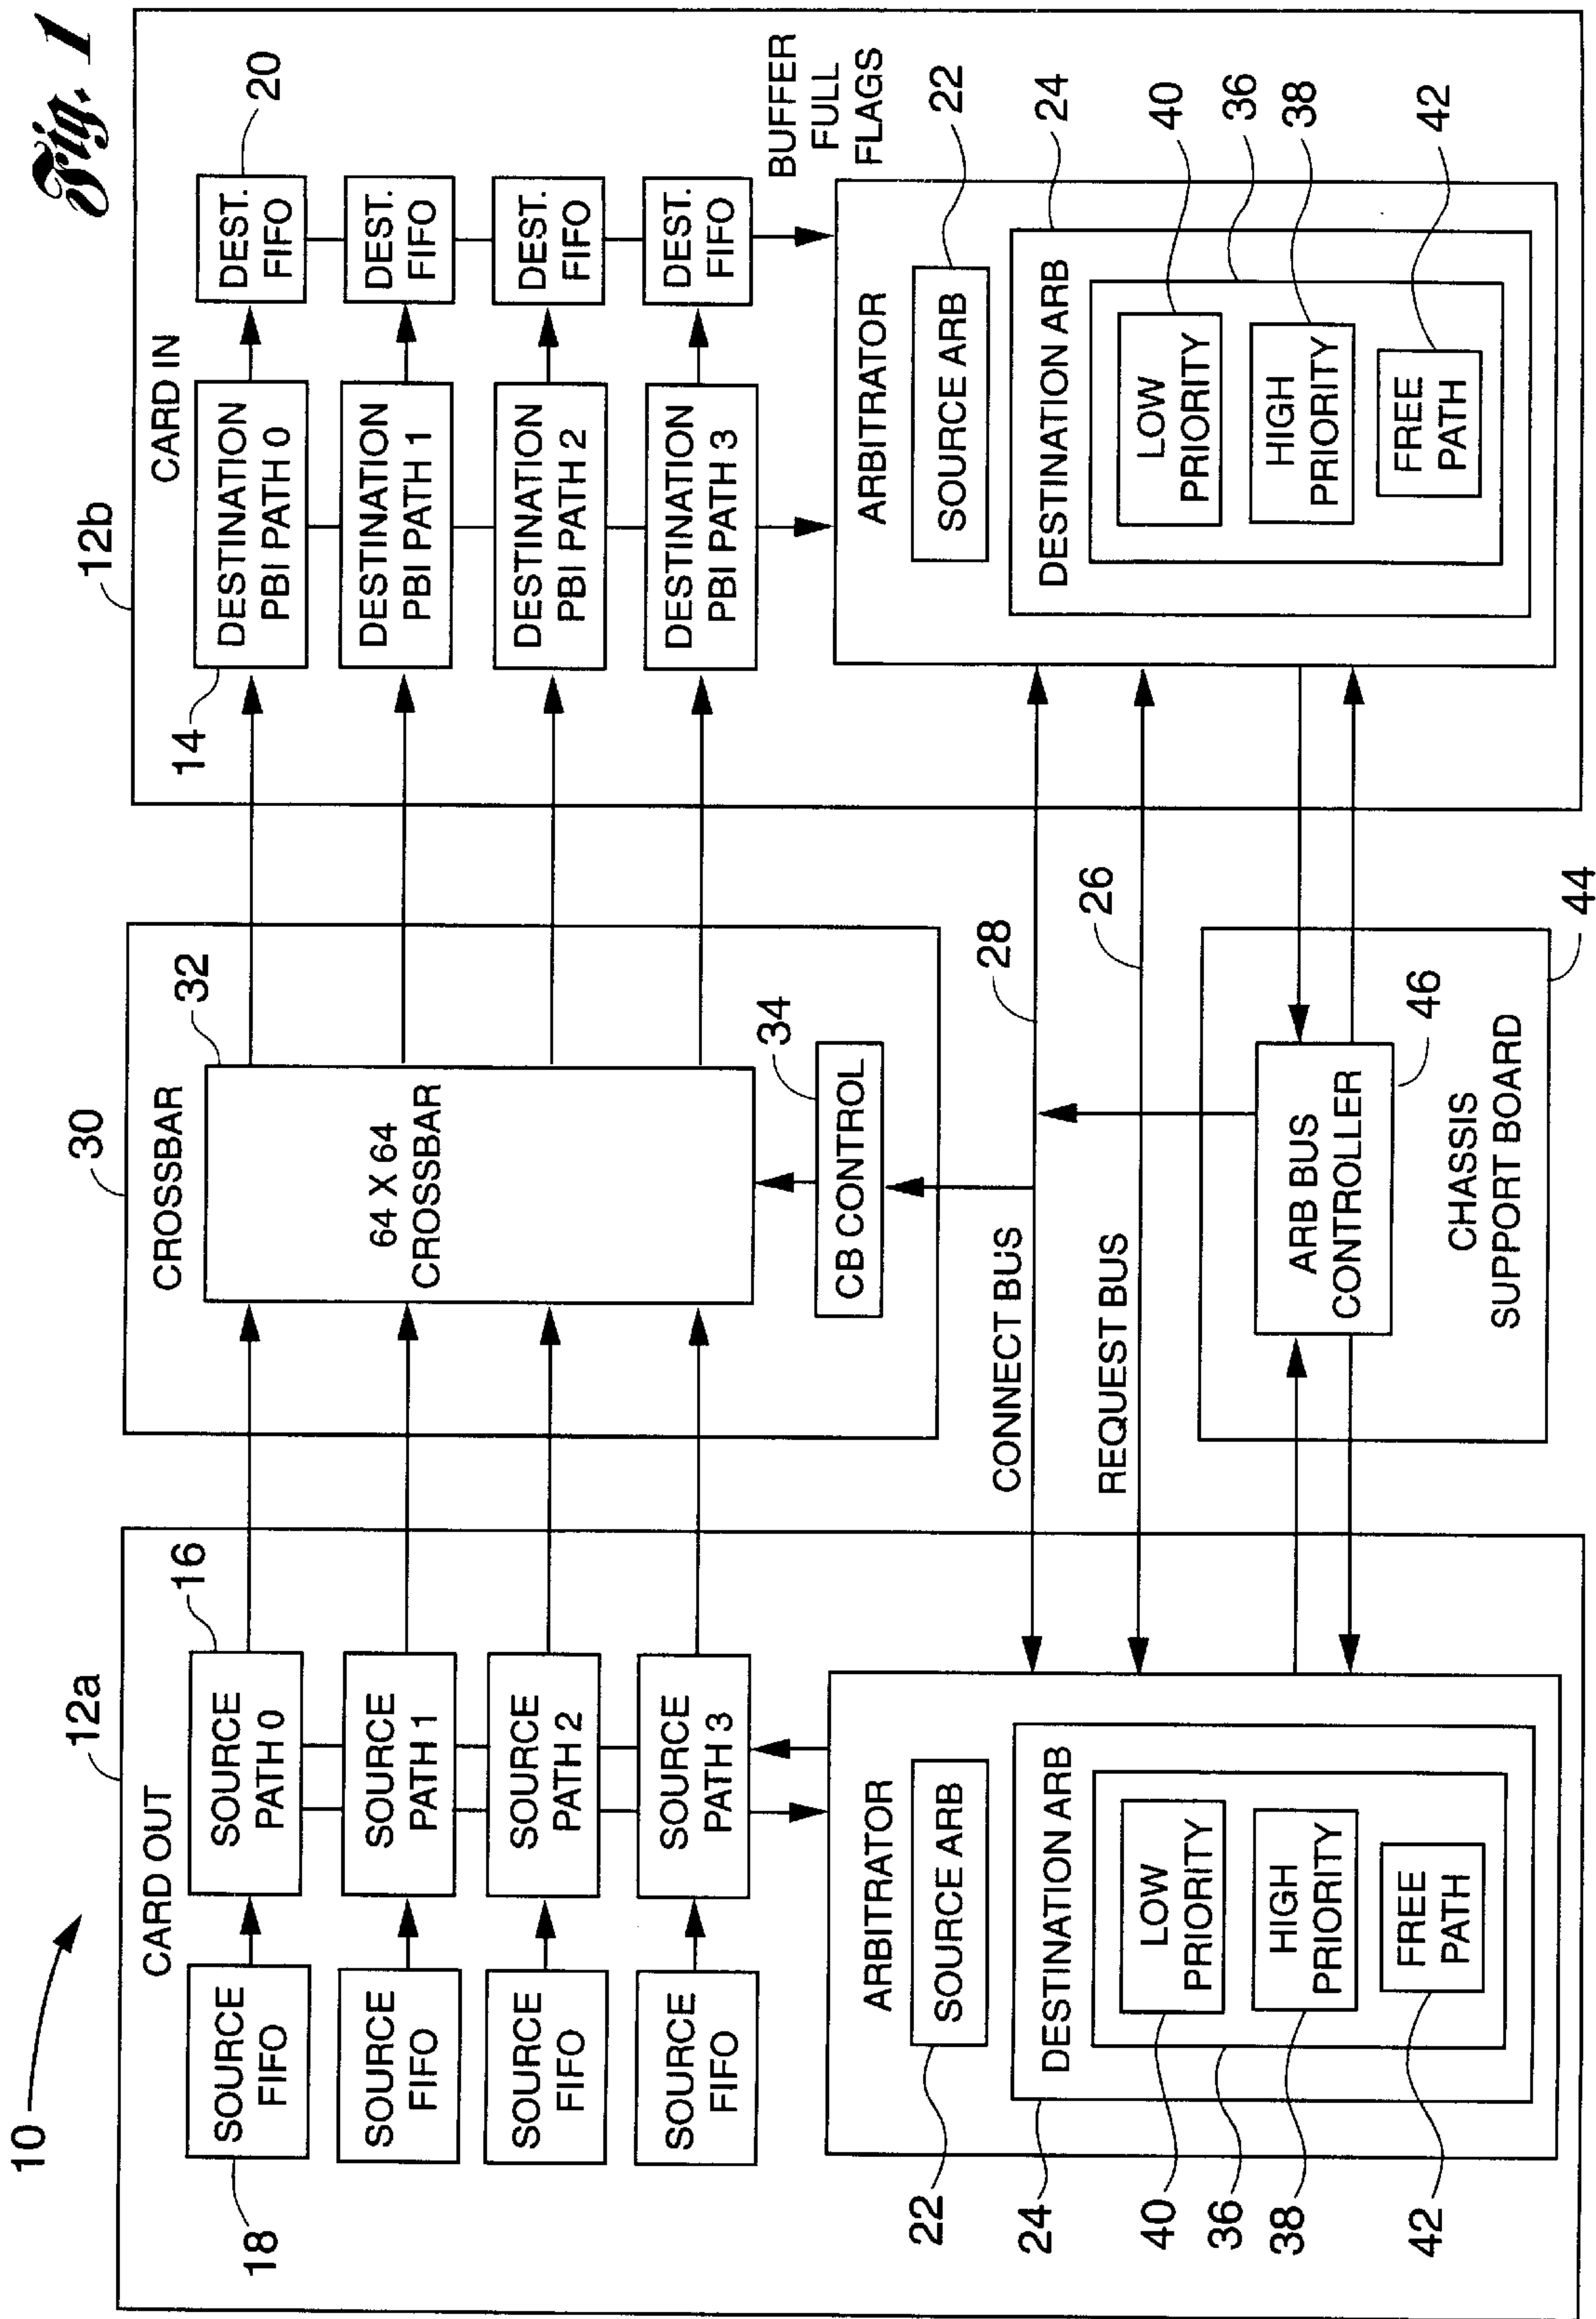 Fig. 1
10
12a
CARD OUT
18
SOURCE
FIFO
SOURCE
FIFO
SOURCE
FIFO
SOURCE
FIFO
16
SOURCE
PATH 0
SOURCE
PATH 1
SOURCE
PATH 2
SOURCE
PATH 3
ARBITRATOR
22
SOURCE ARB
24
DESTINATION ARB
40
LOW
PRIORITY
36
38
HIGH
PRIORITY
42
FREE
PATH
30
CROSSBAR
32
64 X 64
CROSSBAR
34
CB CONTROL
CONNECT BUS
28
REQUEST BUS
26
ARB BUS
CONTROLLER
46
CHASSIS
SUPPORT BOARD
44
12b
CARD IN
14
DESTINATION
PBI PATH 0
DESTINATION
PBI PATH 1
DESTINATION
PBI PATH 2
DESTINATION
PBI PATH 3
20
DEST.
FIFO
DEST.
FIFO
DEST.
FIFO
DEST.
FIFO
BUFFER
FULL
FLAGS
ARBITRATOR
SOURCE ARB
22
DESTINATION ARB
24
LOW
PRIORITY
40
36
HIGH
PRIORITY
38
FREE
PATH
42